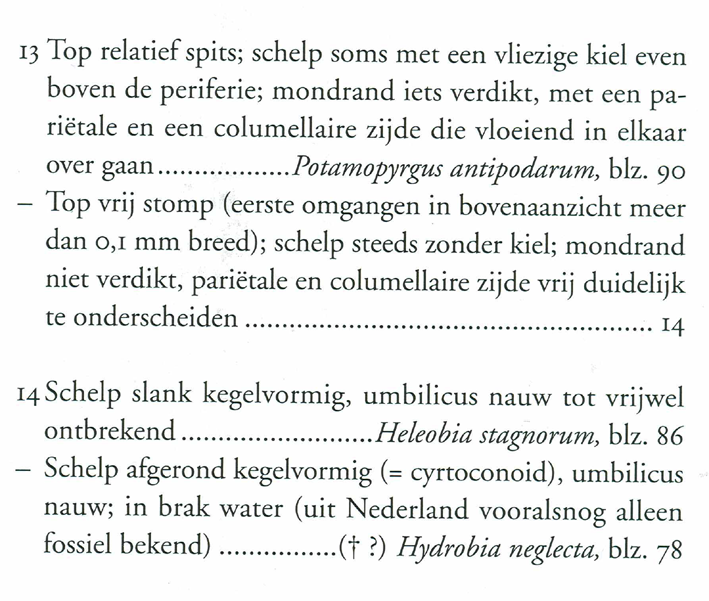 13 Top relatief spits; schelp soms met een vliezige kiel even
boven de periferie; mondrand iets verdikt, met een pa-
riëtale en een columellaire zijde die vloeiend in elkaar
over gaan..................Potamopyrgus antipodarum, blz. 90
– Top vrij stomp (eerste omgangen in bovenaanzicht meer
dan 0,1 mm breed); schelp steeds zonder kiel; mondrand
niet verdikt, pariëtale en columellaire zijde vrij duidelijk
te onderscheiden ....................................................... 14
14 Schelp slank kegelvormig, umbilicus nauw tot vrijwel
ontbrekend..........................Heleobia stagnorum, blz. 86
– Schelp afgerond kegelvormig (= cyrtoconoid), umbilicus
nauw; in brak water (uit Nederland vooralsnog alleen
fossiel bekend) ................(† ?) Hydrobia neglecta, blz. 78